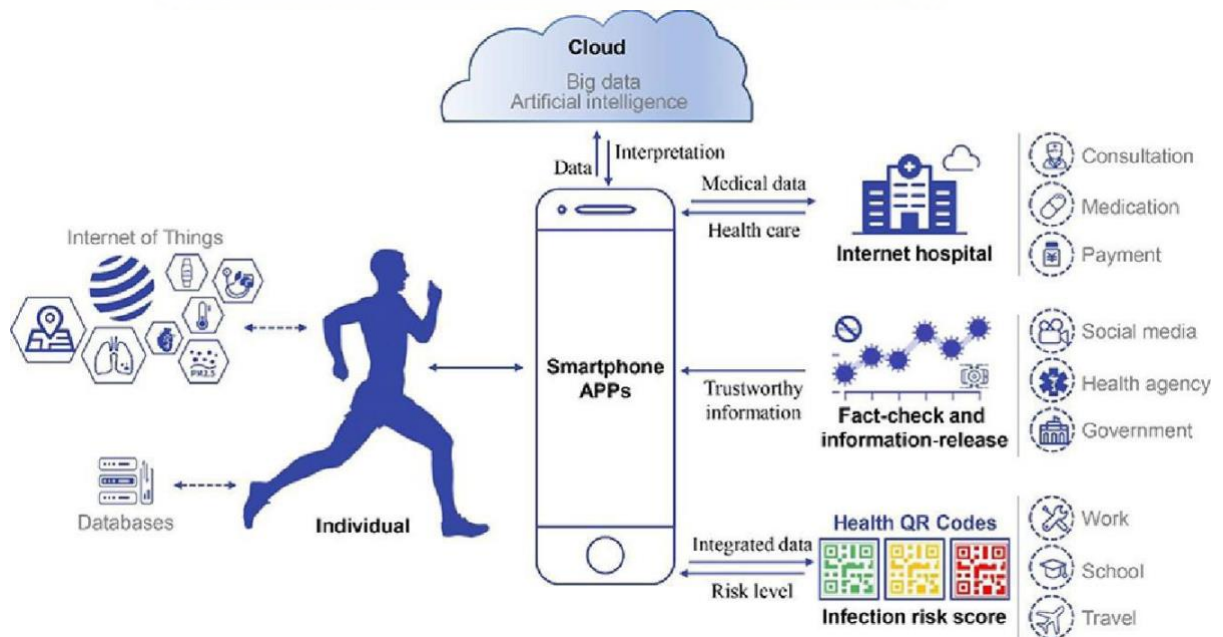 Cloud
Big data
Artificial intelligence
Interpretation
Data
Medical data
Health care
Internet hospital
Consultation
Medication
Payment
Internet of Things
PM2.5
Smartphone
APPs
Trustworthy
information
Fact-check and
information-release
Social media
Health agency
Government
Databases
Individual
Integrated data
Risk level
Health QR Codes
Infection risk score
Work
School
Travel